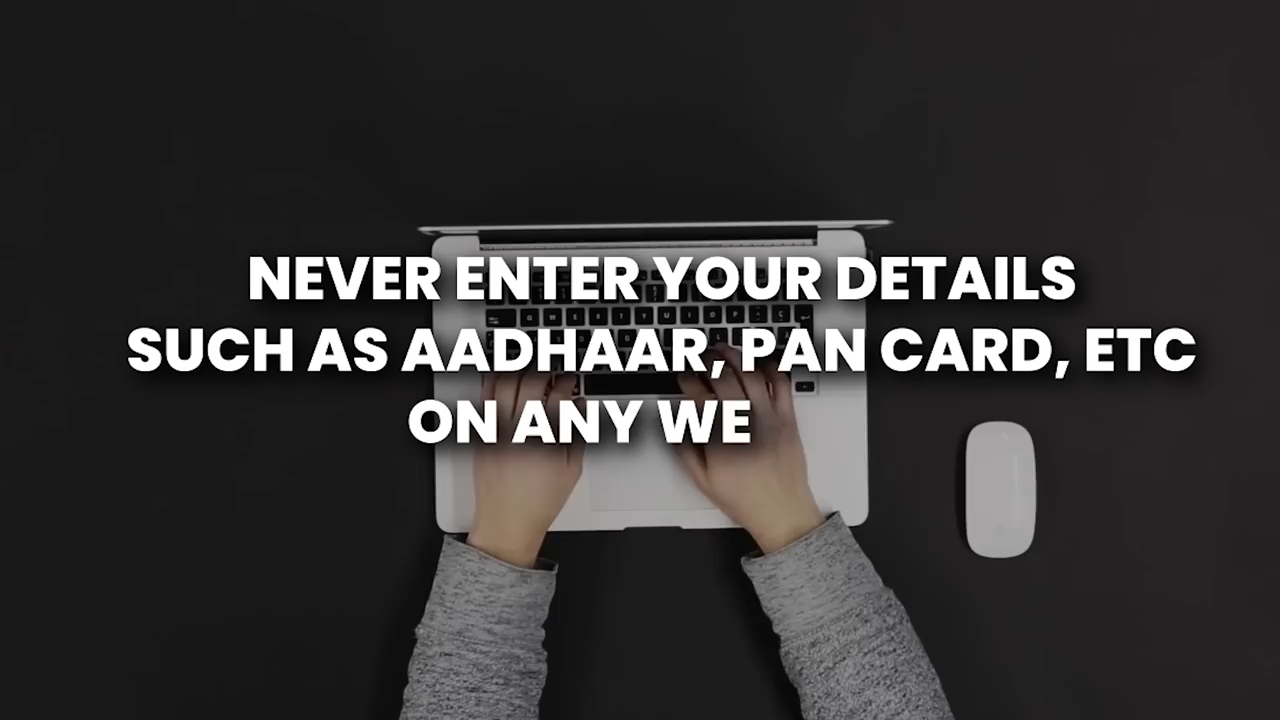 NEVER ENTER YOUR DETAILS
SUCH AS AADHAAR, PAN CARD, ETC
ON ANY WE